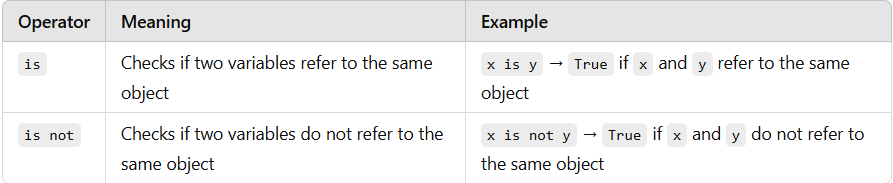 Operator Meaning Example
is Checks if two variables refer to the same object x is y → True if x and y refer to the same object
is not Checks if two variables do not refer to the same object x is not y → True if x and y do not refer to the same object